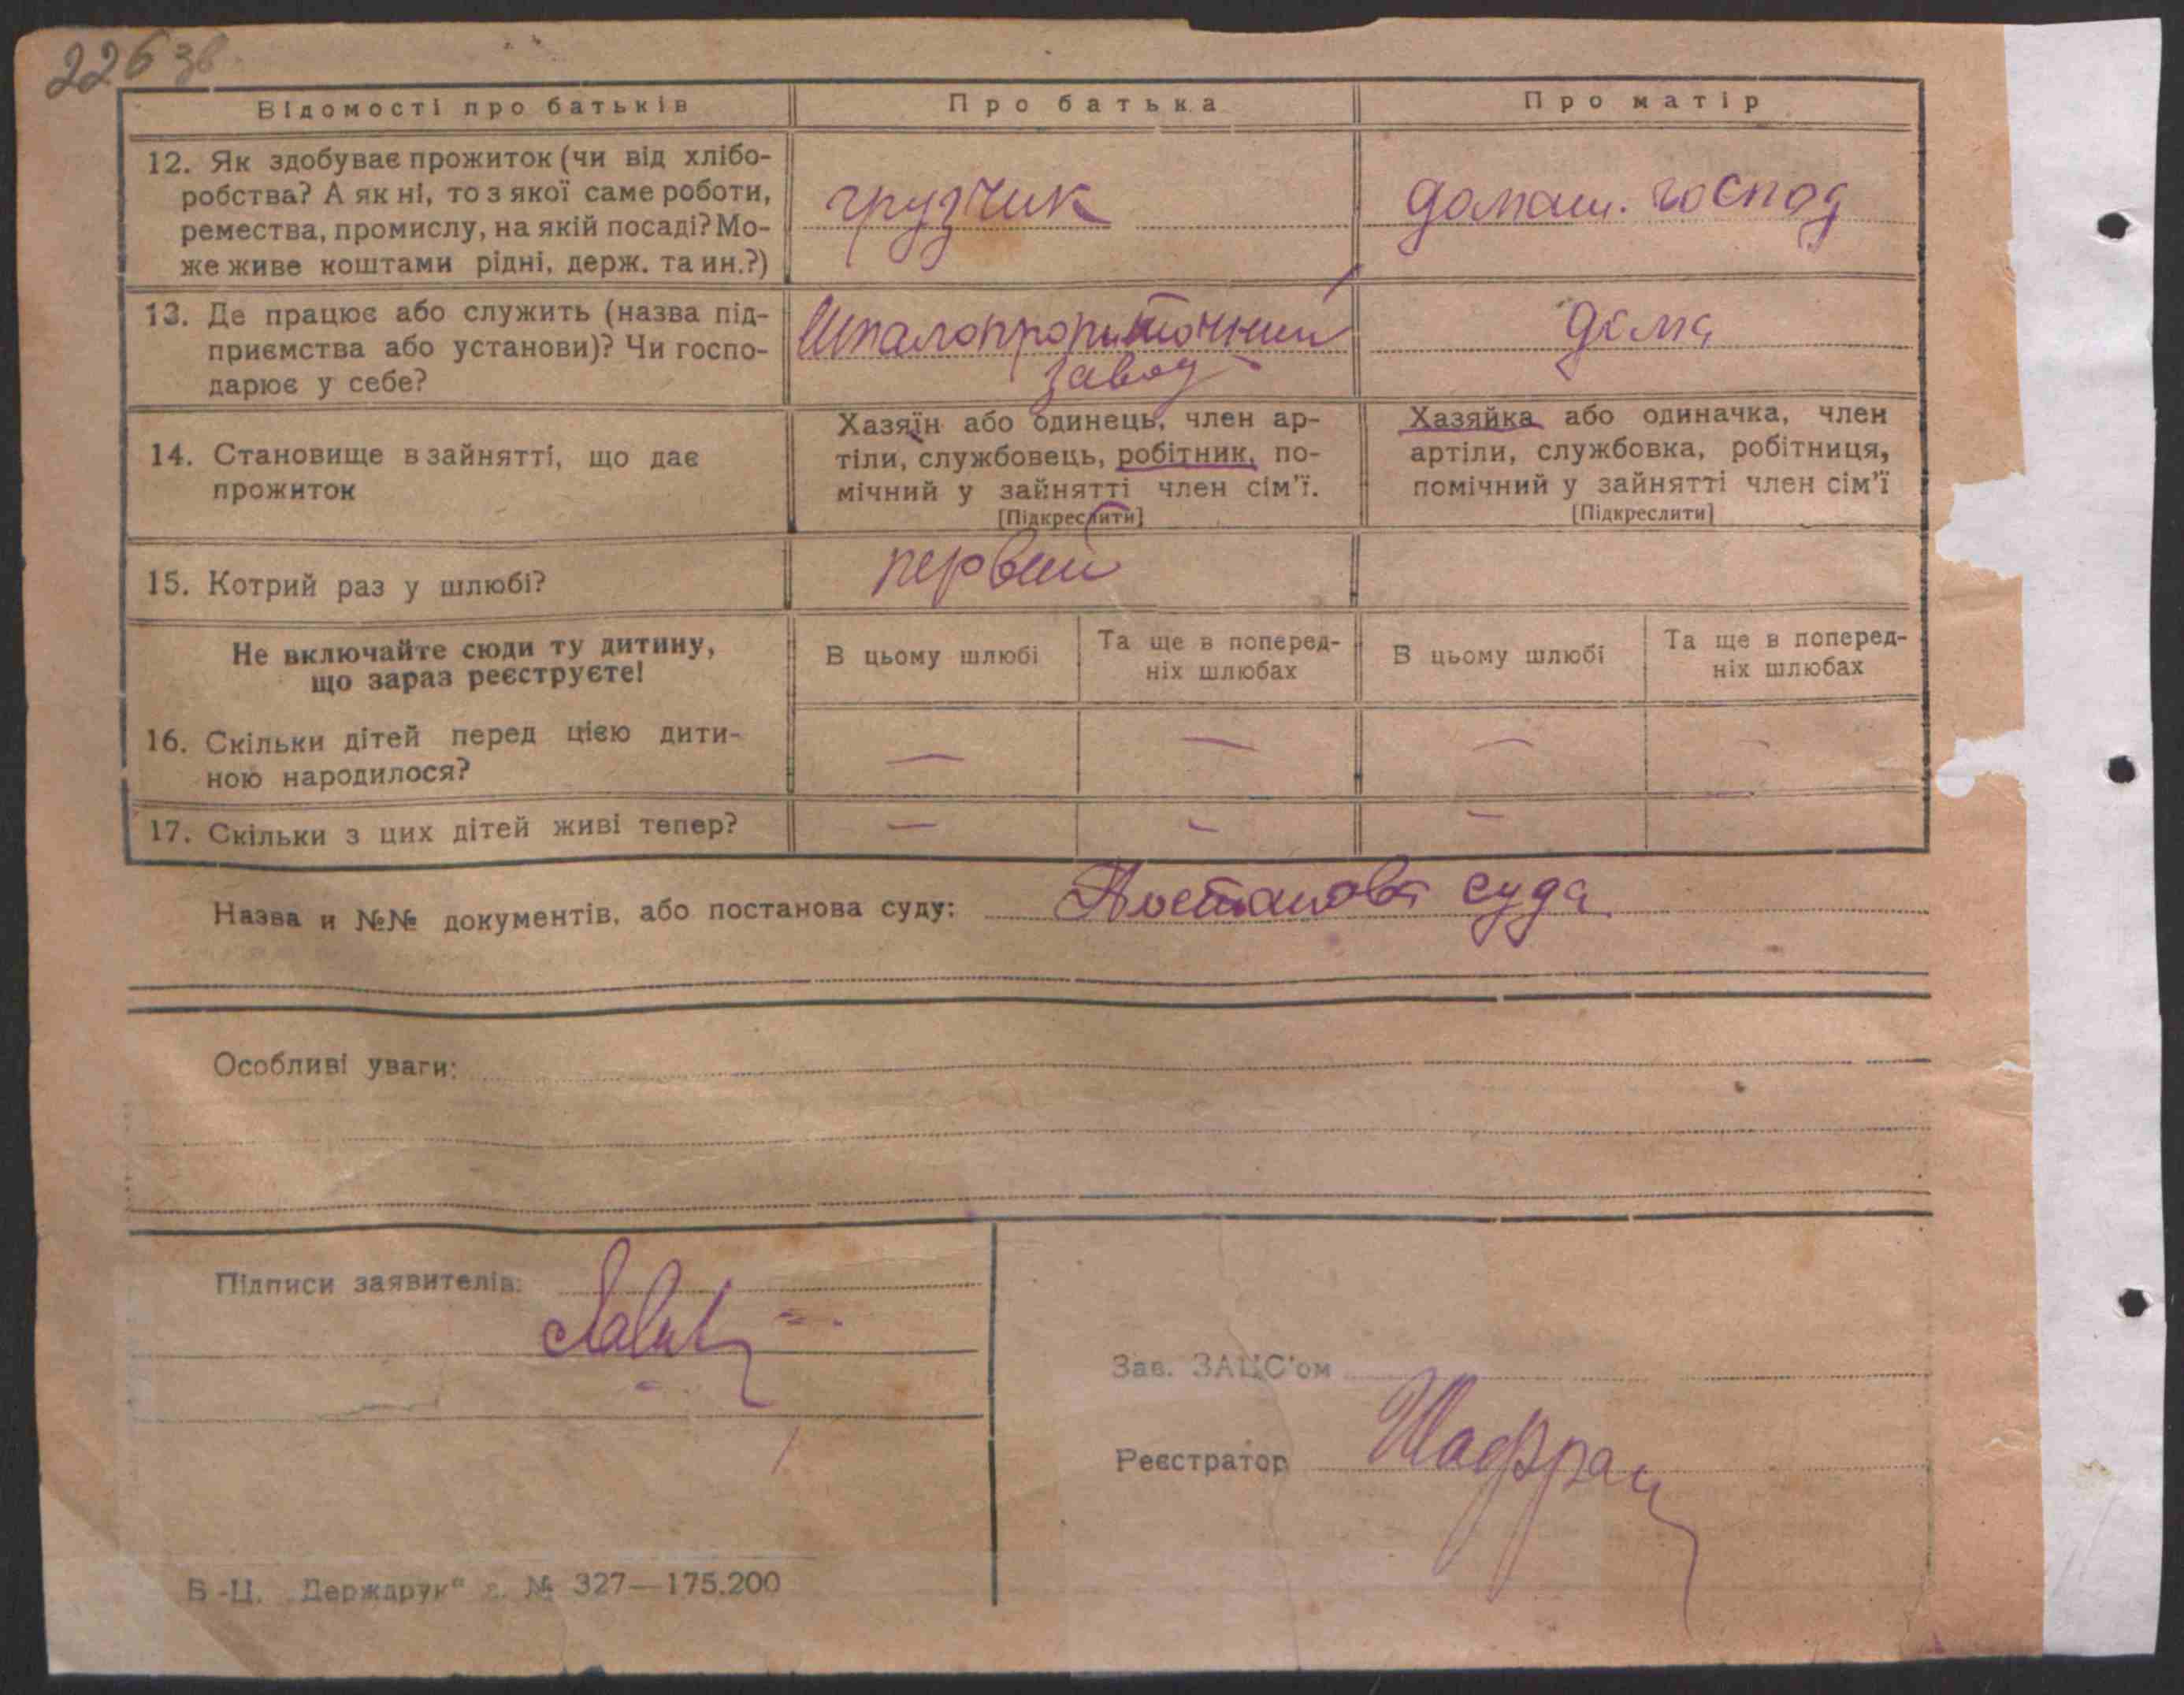 226 зв.
Відомості про батьків
Про батька
Про матір
12. Як здобуває прожиток (чи від хлібо-
робства? А як ні, то з якої саме роботи,
ремества, промислу, на якій посаді? Мо-
же живе коштами рідні, держ. та ин.?)
грузчик
домаш. господ
13. Де працює або служить (назва під-
приємства або установи)? Чи госпо-
дарює у себе?
Шпалопропиточний
завод
дома
14. Становище в зайнятті, що дає
прожиток
Хазяїн або одинець, член ар-
тіли, службовець, робітник, по-
мічний у зайнятті член сім'ї.
[Підкреслити]
Хазяйка або одиначка, член
артіли, службовка, робітниця,
помічний у зайнятті член сім'ї
[Підкреслити]
15. Котрий раз у шлюбі?
первий
Не включайте сюди ту дитину,
що зараз реєструєте!
В цьому шлюбі
Та ще в поперед-
ніх шлюбах
В цьому шлюбі
Та ще в поперед-
ніх шлюбах
16. Скільки дітей перед цією дити-
ною народилося?
— — — —
17. Скільки з цих дітей живі тепер?
— — —
Назва и №№ документів, або постанова суду: Постанова суда
Особливі уваги:
Підписи заявителів:
Зав. ЗАЦС'ом
Реєстратор Шафран
Б-Ц. „Держдрук“ з. № 327—175.200